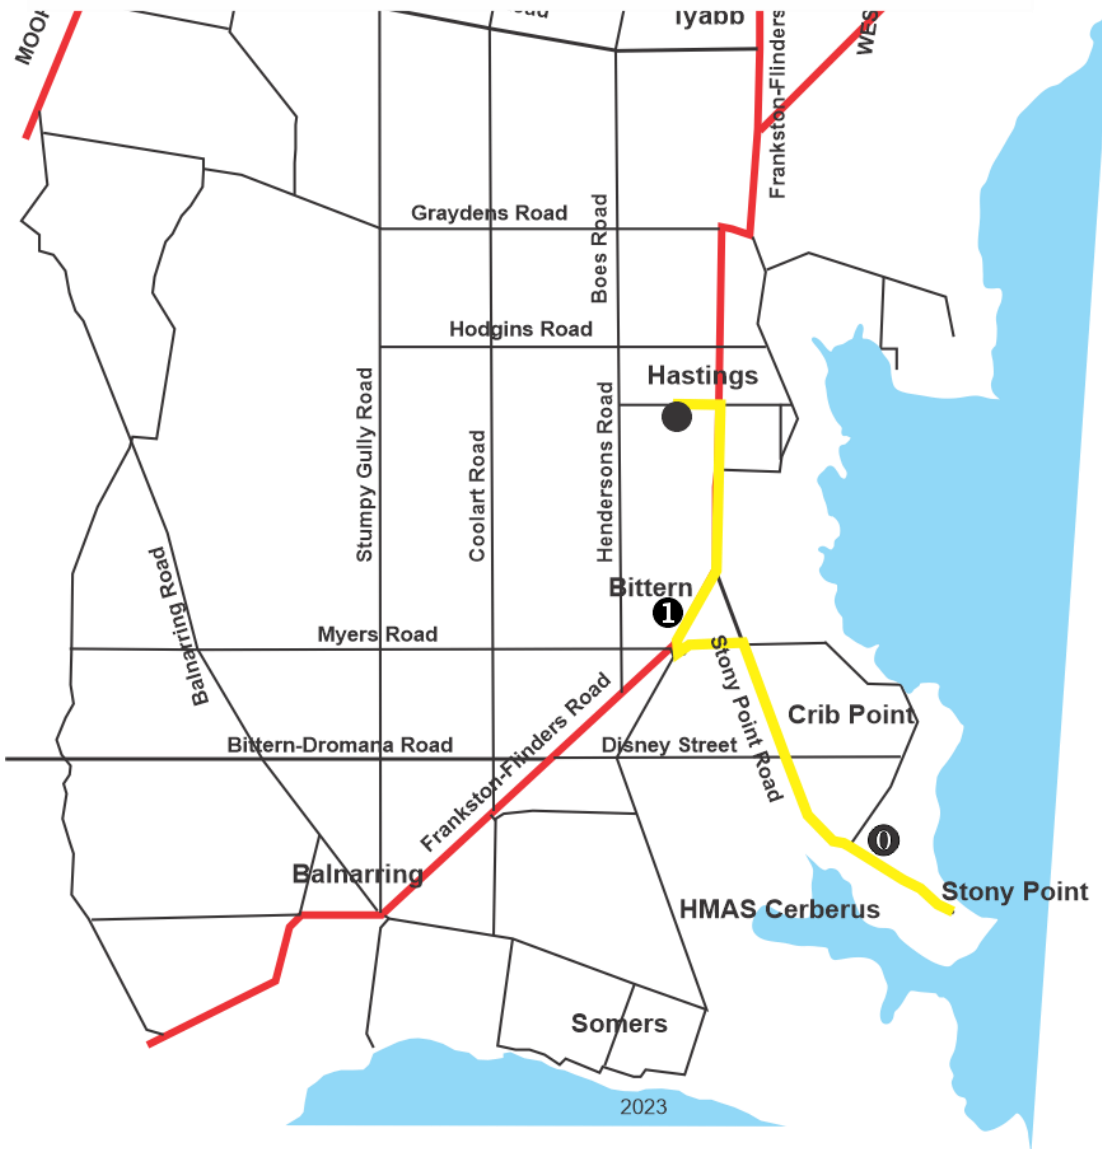 MOOR
Tyabb
Frankston-Flinders
WES
Graydens Road
Boes Road
Hodgins Road
Hastings
Stumpy Gully Road
Coolart Road
Hendersons Road
Bittern
1
Balnarring Road
Myers Road
Stony Point Road
Crib Point
Bittern-Dromana Road
Frankston-Flinders Road
Disney Street
0
Balnarring
HMAS Cerberus
Stony Point
Somers
2023